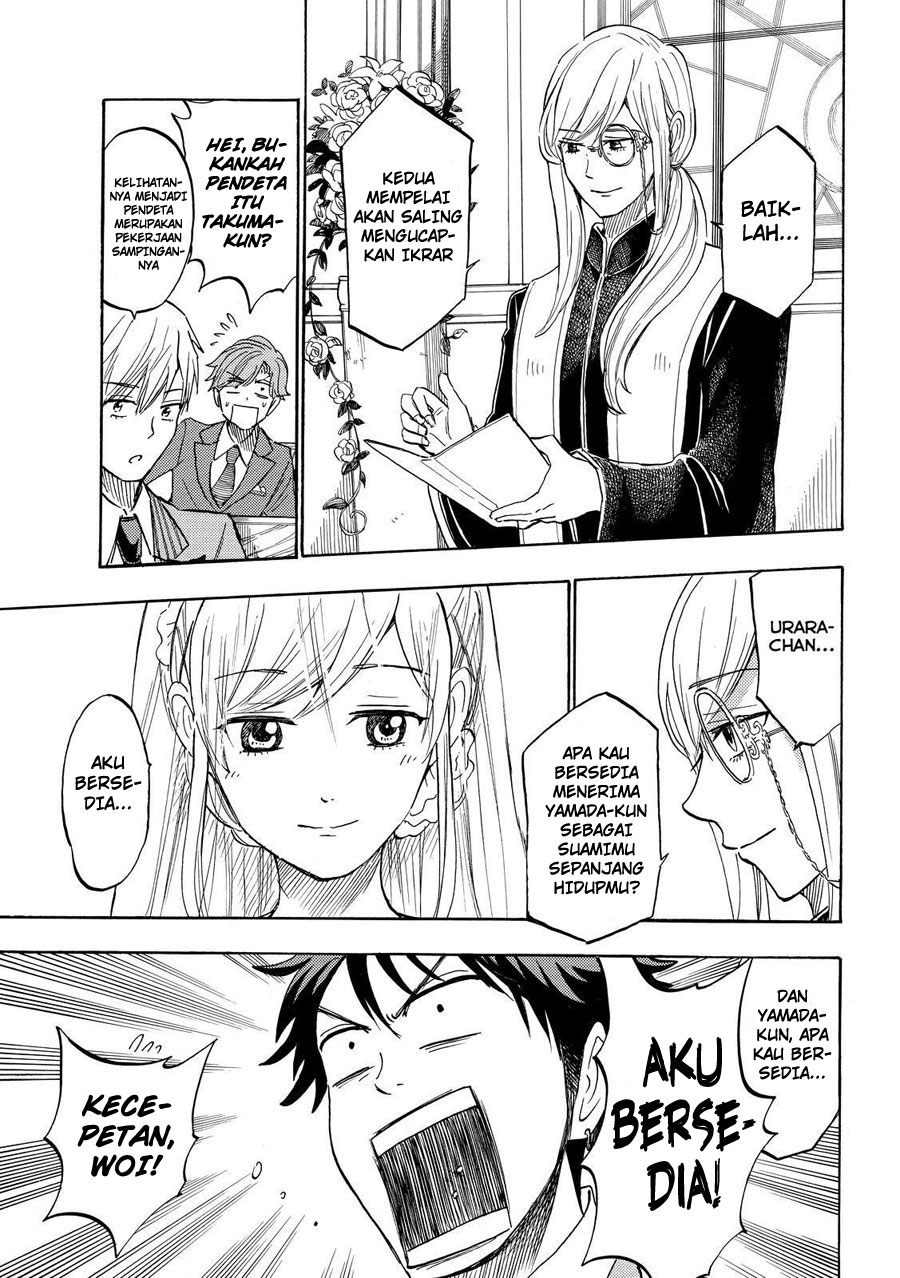 BAIK-
LAH...
KEDUA
MEMPELAI
AKAN SALING
MENGUCAP-
KAN IKRAR
HEI, BU-
KANKAH
PENDETA
ITU
TAKUMA-
KUN?
KELIHATAN-
NYA MENJADI
PENDETA
MERUPAKAN
PEKERJAAN
SAMPINGAN-
NYA
URARA-
CHAN...
APA KAU
BERSEDIA
MENERIMA
YAMADA-KUN
SEBAGAI
SUAMIMU
SEPANJANG
HIDUPMU?
AKU
BERSE-
DIA...
DAN
YAMADA-
KUN, APA
KAU BER-
SEDIA...
AKU
BERSE-
DIA!
KECE-
PETAN,
WOI!